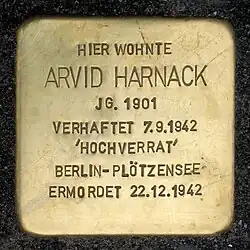 HIER WOHNTE
ARVID HARNACK
JG. 1901
VERHAFTET 7.9.1942
'HOCHVERRAT'
BERLIN-PLÖTZENSEE
ERMORDET 22.12.1942